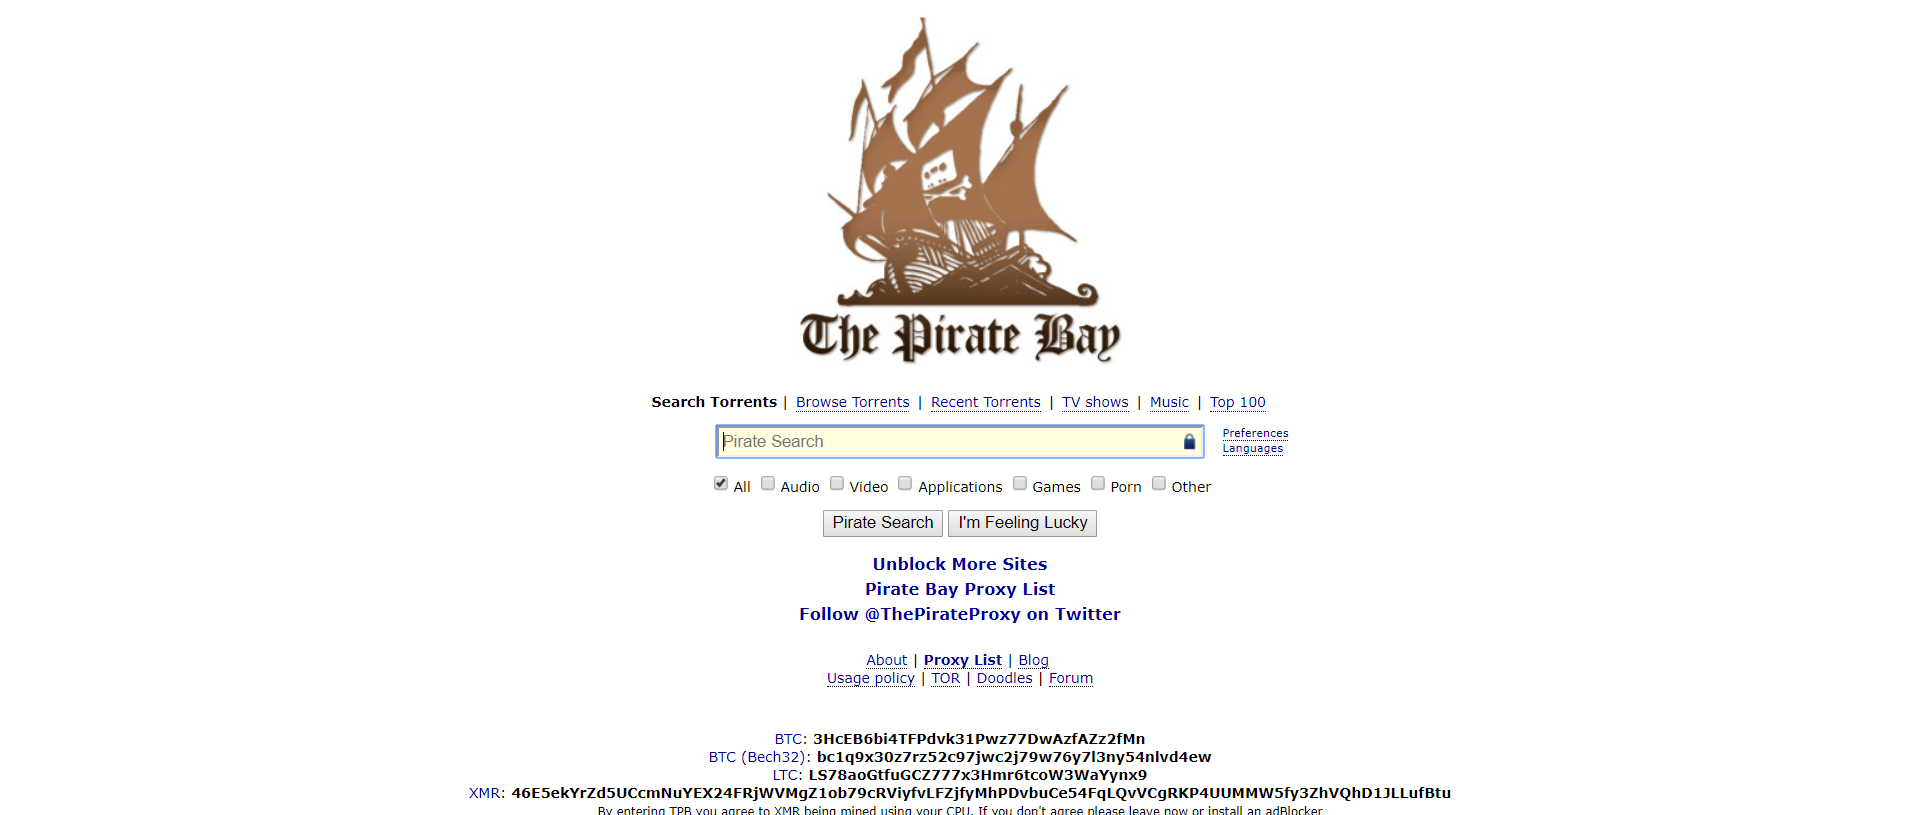 The Pirate Bay
Search Torrents | Browse Torrents | Recent Torrents | TV shows | Music | Top 100
Pirate Search
Preferences
Languages
All Audio Video Applications Games Porn Other
Pirate Search I'm Feeling Lucky
Unblock More Sites
Pirate Bay Proxy List
Follow @ThePirateProxy on Twitter
About | Proxy List | Blog
Usage policy | TOR | Doodles | Forum
BTC: 3HcEB6bi4TFPdvk31Pwz77DwAzfAZz2fMn
BTC (Bech32): bc1q9x30z7rz52c97jwc2j79w76y7l3ny54nlvd4ew
LTC: LS78aoGtfuGCZ777x3Hmr6tcoW3WaYynx9
XMR: 46E5ekYrZd5UCcmNuYEX24FRjWVMgZ1ob79cRViyfvLFZjfyMhPDvbuCe54FqLQvVCgRKP4UUMMW5fy3ZhVQhD1JLLufBtu
By entering TPB you agree to XMR being mined using your CPU. If you don't agree please leave now or install an adBlocker